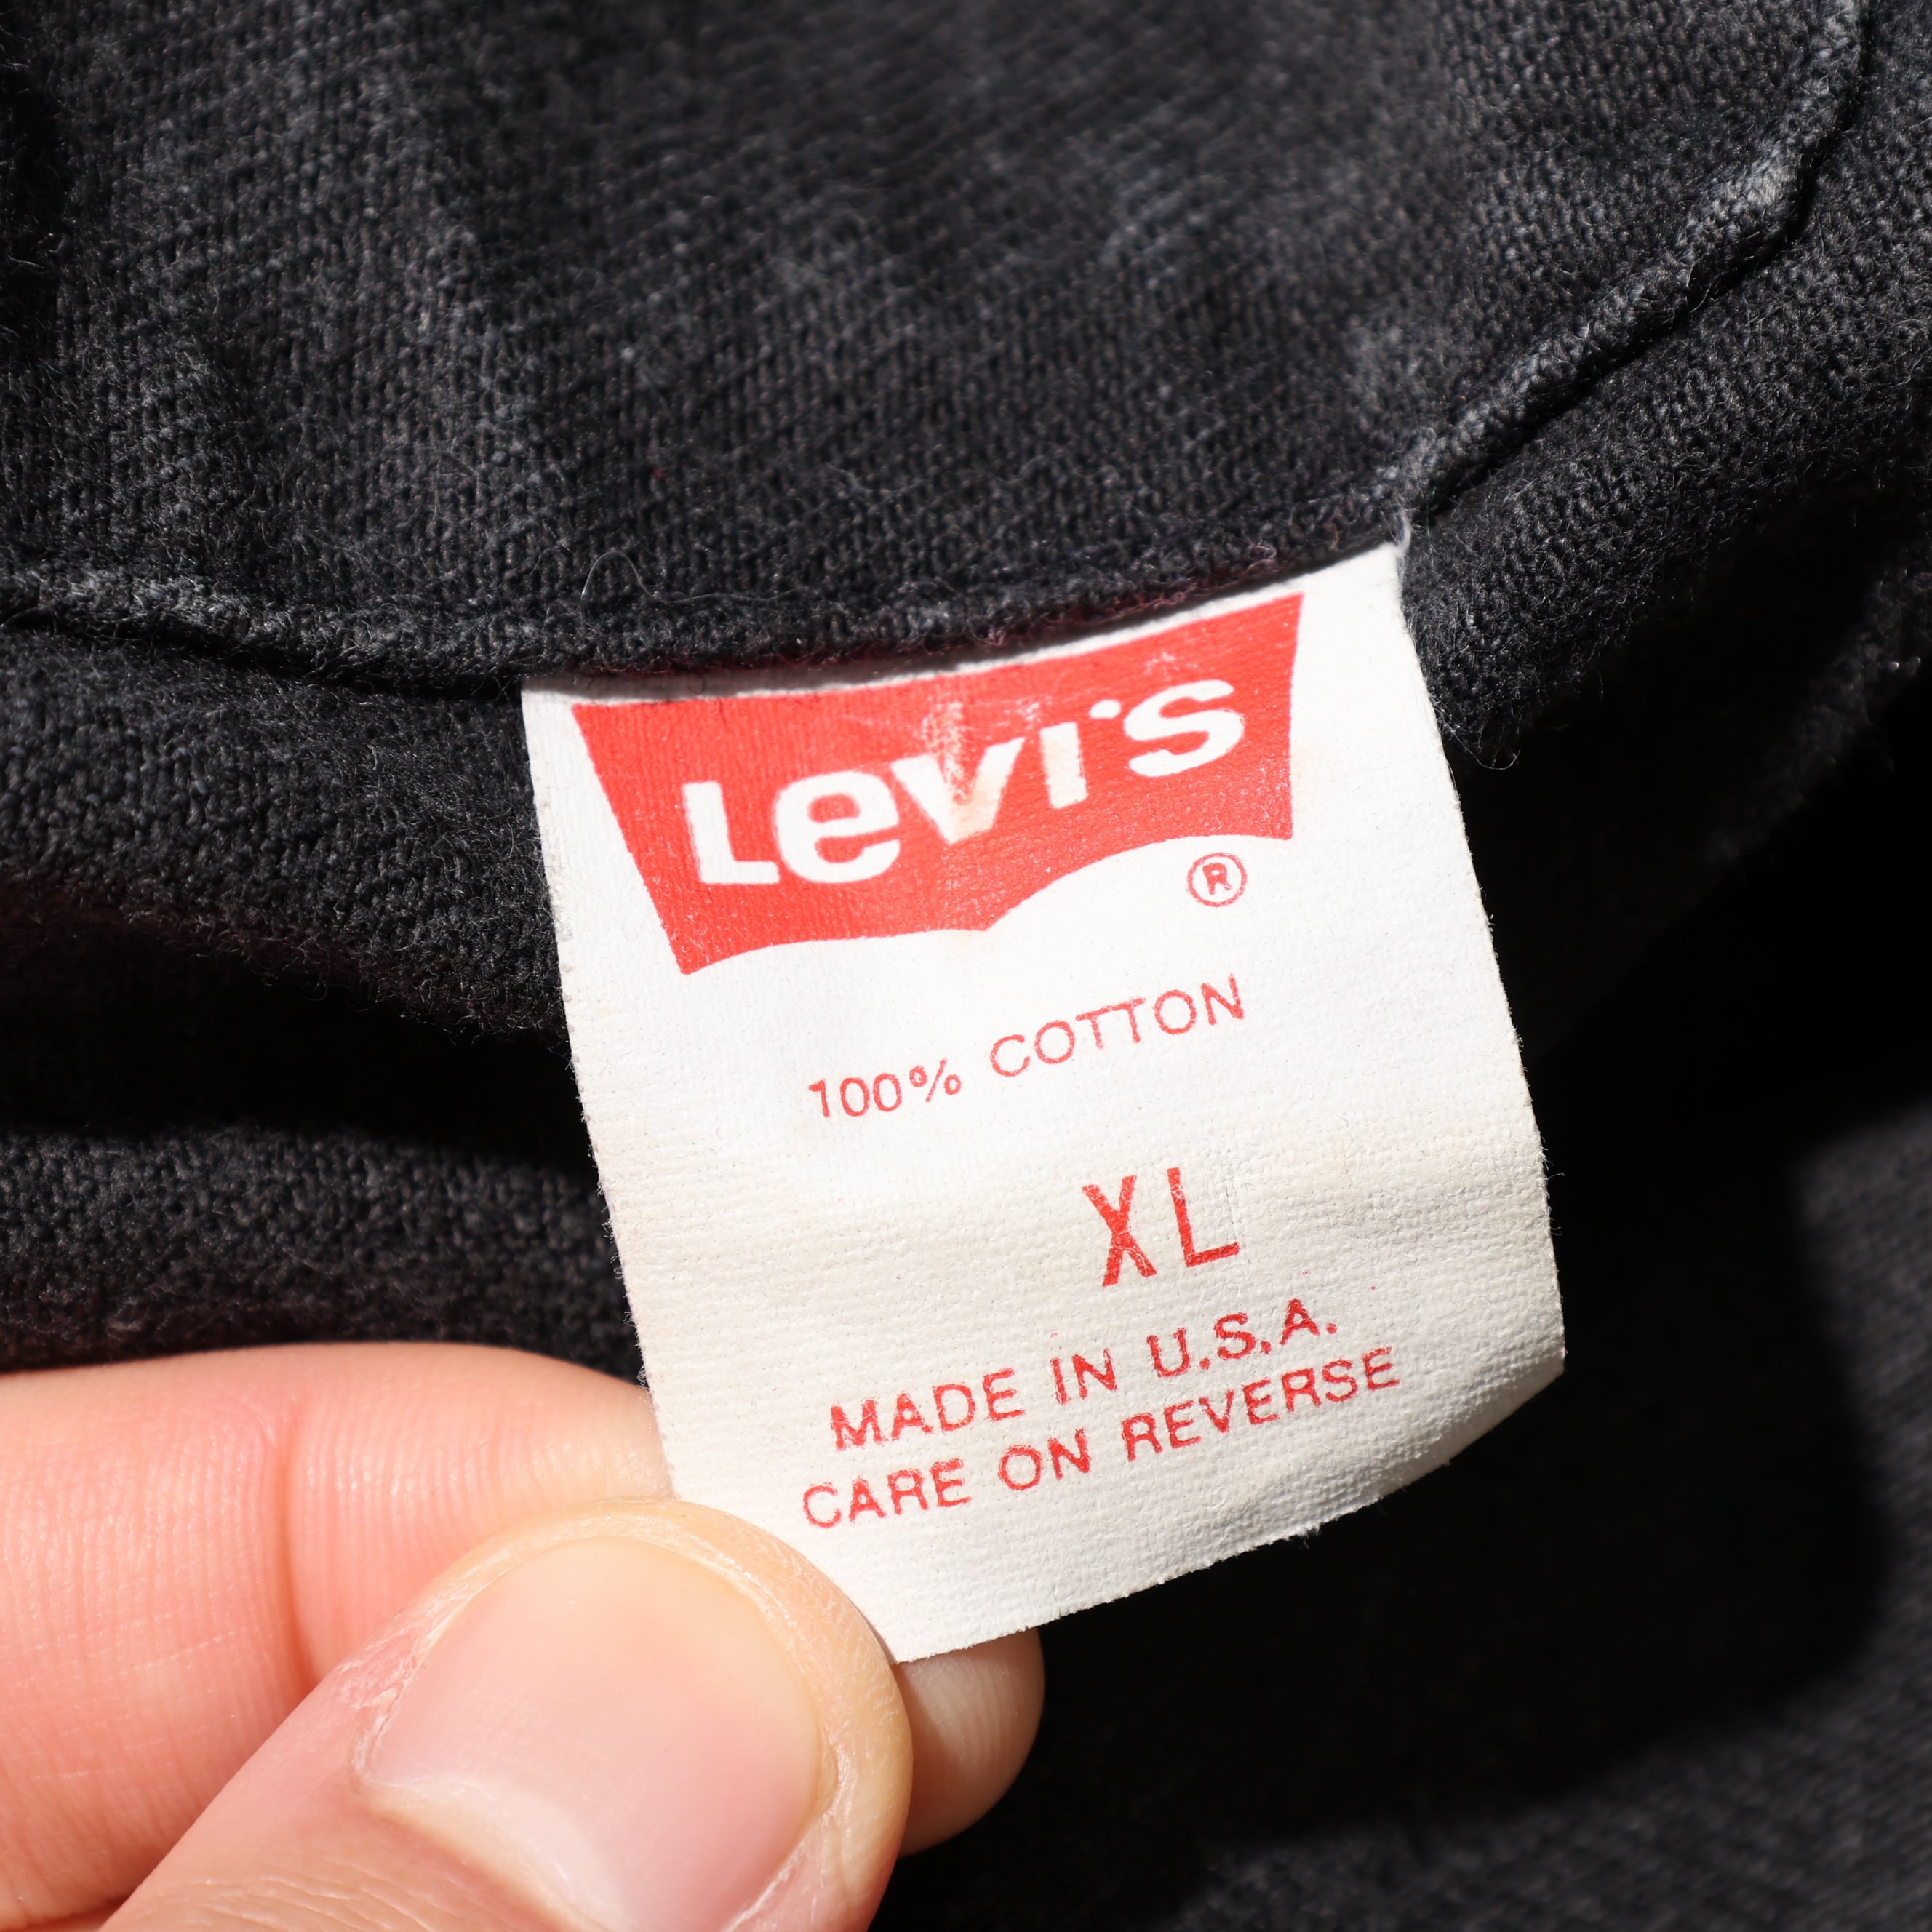 Levi's
®
100% COTTON
XL
MADE IN U.S.A.
CARE ON REVERSE